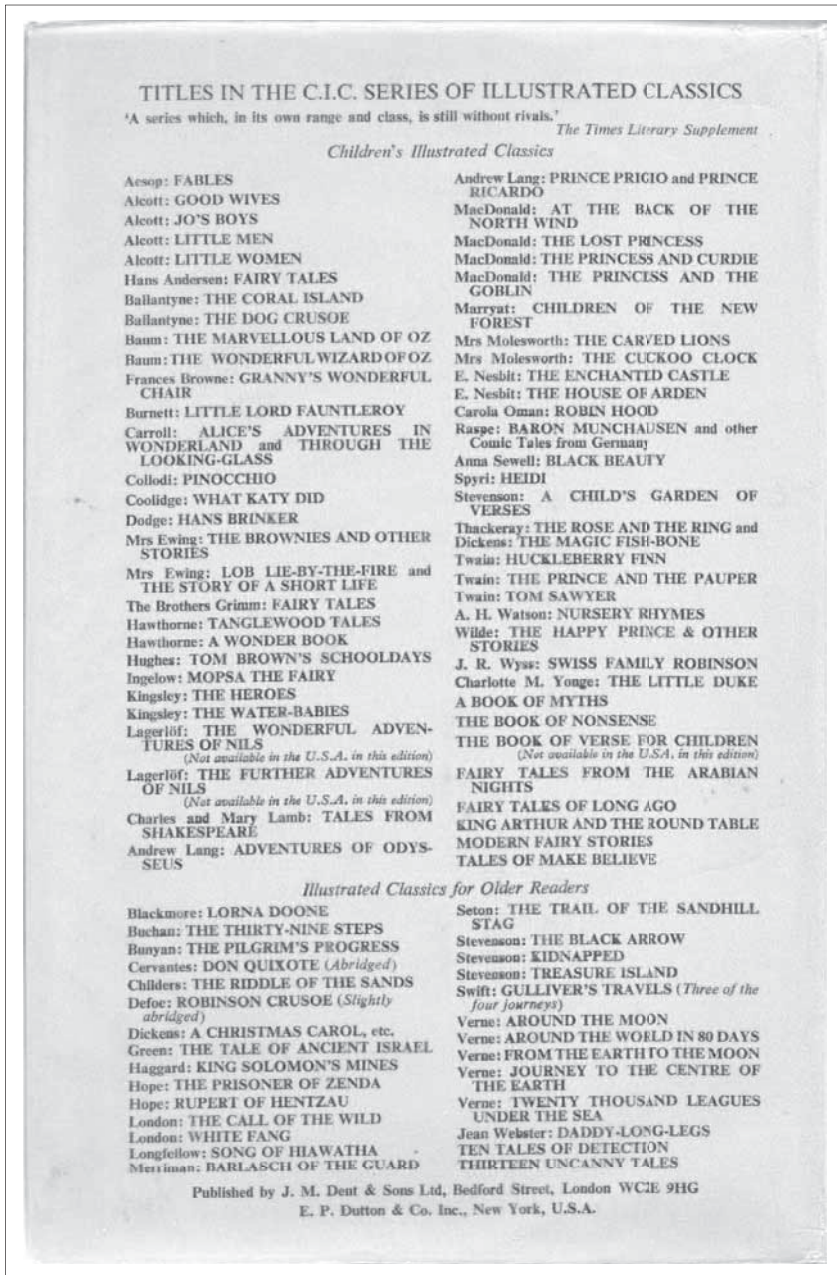 TITLES IN THE C.I.C. SERIES OF ILLUSTRATED CLASSICS
'A series which, in its own range and class, is still without rivals.'
The Times Literary Supplement
Children's Illustrated Classics
Aesop: FABLES
Alcott: GOOD WIVES
Alcott: JO'S BOYS
Alcott: LITTLE MEN
Alcott: LITTLE WOMEN
Hans Andersen: FAIRY TALES
Ballantyne: THE CORAL ISLAND
Ballantyne: THE DOG CRUSOE
Baum: THE MARVELLOUS LAND OF OZ
Baum: THE WONDERFUL WIZARD OF OZ
Frances Browne: GRANNY'S WONDERFUL
CHAIR
Burnett: LITTLE LORD FAUNTLEROY
Carroll: ALICE'S ADVENTURES IN
WONDERLAND and THROUGH THE
LOOKING-GLASS
Collodi: PINOCCHIO
Coolidge: WHAT KATY DID
Dodge: HANS BRINKER
Mrs Ewing: THE BROWNIES AND OTHER
STORIES
Mrs Ewing: LOB LIE-BY-THE-FIRE and
THE STORY OF A SHORT LIFE
The Brothers Grimm: FAIRY TALES
Hawthorne: TANGLEWOOD TALES
Hawthorne: A WONDER BOOK
Hughes: TOM BROWN'S SCHOOLDAYS
Ingelow: MOPSA THE FAIRY
Kingsley: THE HEROES
Kingsley: THE WATER-BABIES
Lagerlöf: THE WONDERFUL ADVEN-
TURES OF NILS
(Not available in the U.S.A. in this edition)
Lagerlöf: THE FURTHER ADVENTURES
OF NILS
(Not available in the U.S.A. in this edition)
Charles and Mary Lamb: TALES FROM
SHAKESPEARE
Andrew Lang: ADVENTURES OF ODYS-
SEUS
Andrew Lang: PRINCE PRIGIO and PRINCE
RICARDO
MacDonald: AT THE BACK OF THE
NORTH WIND
MacDonald: THE LOST PRINCESS
MacDonald: THE PRINCESS AND CURDIE
MacDonald: THE PRINCESS AND THE
GOBLIN
Marryat: CHILDREN OF THE NEW
FOREST
Mrs Molesworth: THE CARVED LIONS
Mrs Molesworth: THE CUCKOO CLOCK
E. Nesbit: THE ENCHANTED CASTLE
E. Nesbit: THE HOUSE OF ARDEN
Carola Oman: ROBIN HOOD
Raspe: BARON MUNCHAUSEN and other
Comic Tales from Germany
Anna Sewell: BLACK BEAUTY
Spyri: HEIDI
Stevenson: A CHILD'S GARDEN OF
VERSES
Thackeray: THE ROSE AND THE RING and
Dickens: THE MAGIC FISH-BONE
Twain: HUCKLEBERRY FINN
Twain: THE PRINCE AND THE PAUPER
Twain: TOM SAWYER
A. H. Watson: NURSERY RHYMES
Wilde: THE HAPPY PRINCE & OTHER
STORIES
J. R. Wyss: SWISS FAMILY ROBINSON
Charlotte M. Yonge: THE LITTLE DUKE
A BOOK OF MYTHS
THE BOOK OF NONSENSE
THE BOOK OF VERSE FOR CHILDREN
(Not available in the U.S.A. in this edition)
FAIRY TALES FROM THE ARABIAN
NIGHTS
FAIRY TALES OF LONG AGO
KING ARTHUR AND THE ROUND TABLE
MODERN FAIRY STORIES
TALES OF MAKE BELIEVE
Illustrated Classics for Older Readers
Blackmore: LORNA DOONE
Buchan: THE THIRTY-NINE STEPS
Bunyan: THE PILGRIM'S PROGRESS
Cervantes: DON QUIXOTE (Abridged)
Childers: THE RIDDLE OF THE SANDS
Defoe: ROBINSON CRUSOE (Slightly
abridged)
Dickens: A CHRISTMAS CAROL, etc.
Green: THE TALE OF ANCIENT ISRAEL
Haggard: KING SOLOMON'S MINES
Hope: THE PRISONER OF ZENDA
Hope: RUPERT OF HENTZAU
London: THE CALL OF THE WILD
London: WHITE FANG
Longfellow: SONG OF HIAWATHA
Merriman: BARLASCH OF THE GUARD
Seton: THE TRAIL OF THE SANDHILL
STAG
Stevenson: THE BLACK ARROW
Stevenson: KIDNAPPED
Stevenson: TREASURE ISLAND
Swift: GULLIVER'S TRAVELS (Three of the
four journeys)
Verne: AROUND THE MOON
Verne: AROUND THE WORLD IN 80 DAYS
Verne: FROM THE EARTH TO THE MOON
Verne: JOURNEY TO THE CENTRE OF
THE EARTH
Verne: TWENTY THOUSAND LEAGUES
UNDER THE SEA
Jean Webster: DADDY-LONG-LEGS
TEN TALES OF DETECTION
THIRTEEN UNCANNY TALES
Published by J. M. Dent & Sons Ltd, Bedford Street, London WC2E 9HG
E. P. Dutton & Co. Inc., New York, U.S.A.